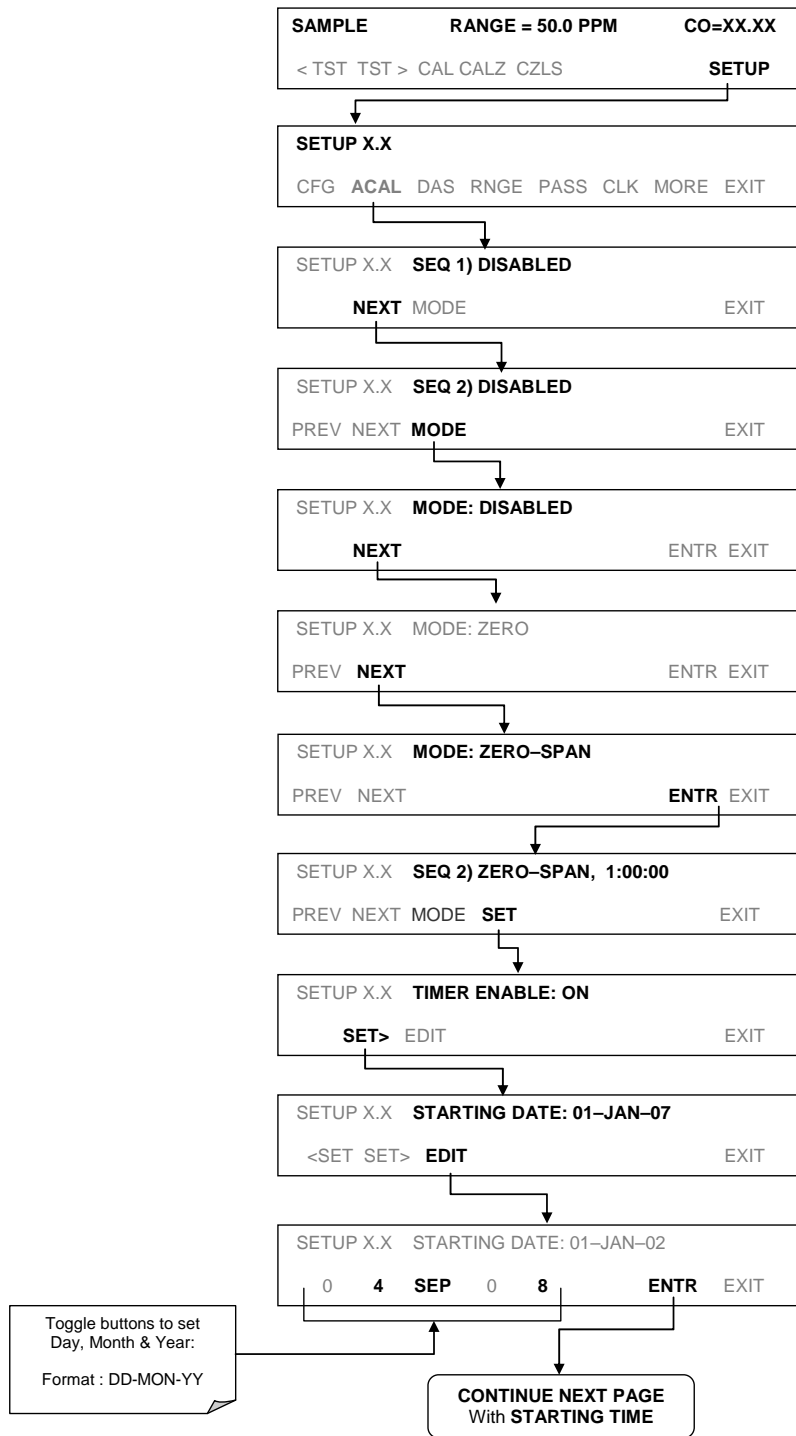 SAMPLE RANGE = 50.0 PPM CO=XX.XX
< TST TST > CAL CALZ CZLS SETUP
SETUP X.X
CFG ACAL DAS RNGE PASS CLK MORE EXIT
SETUP X.X SEQ 1) DISABLED
NEXT MODE EXIT
SETUP X.X SEQ 2) DISABLED
PREV NEXT MODE EXIT
SETUP X.X MODE: DISABLED
NEXT ENTR EXIT
SETUP X.X MODE: ZERO
PREV NEXT ENTR EXIT
SETUP X.X MODE: ZERO–SPAN
PREV NEXT ENTR EXIT
SETUP X.X SEQ 2) ZERO–SPAN, 1:00:00
PREV NEXT MODE SET EXIT
SETUP X.X TIMER ENABLE: ON
SET> EDIT EXIT
SETUP X.X STARTING DATE: 01–JAN–07
<SET SET> EDIT EXIT
SETUP X.X STARTING DATE: 01–JAN–02
0 4 SEP 0 8 ENTR EXIT
Toggle buttons to set
Day, Month & Year:
Format : DD-MON-YY
CONTINUE NEXT PAGE
With STARTING TIME